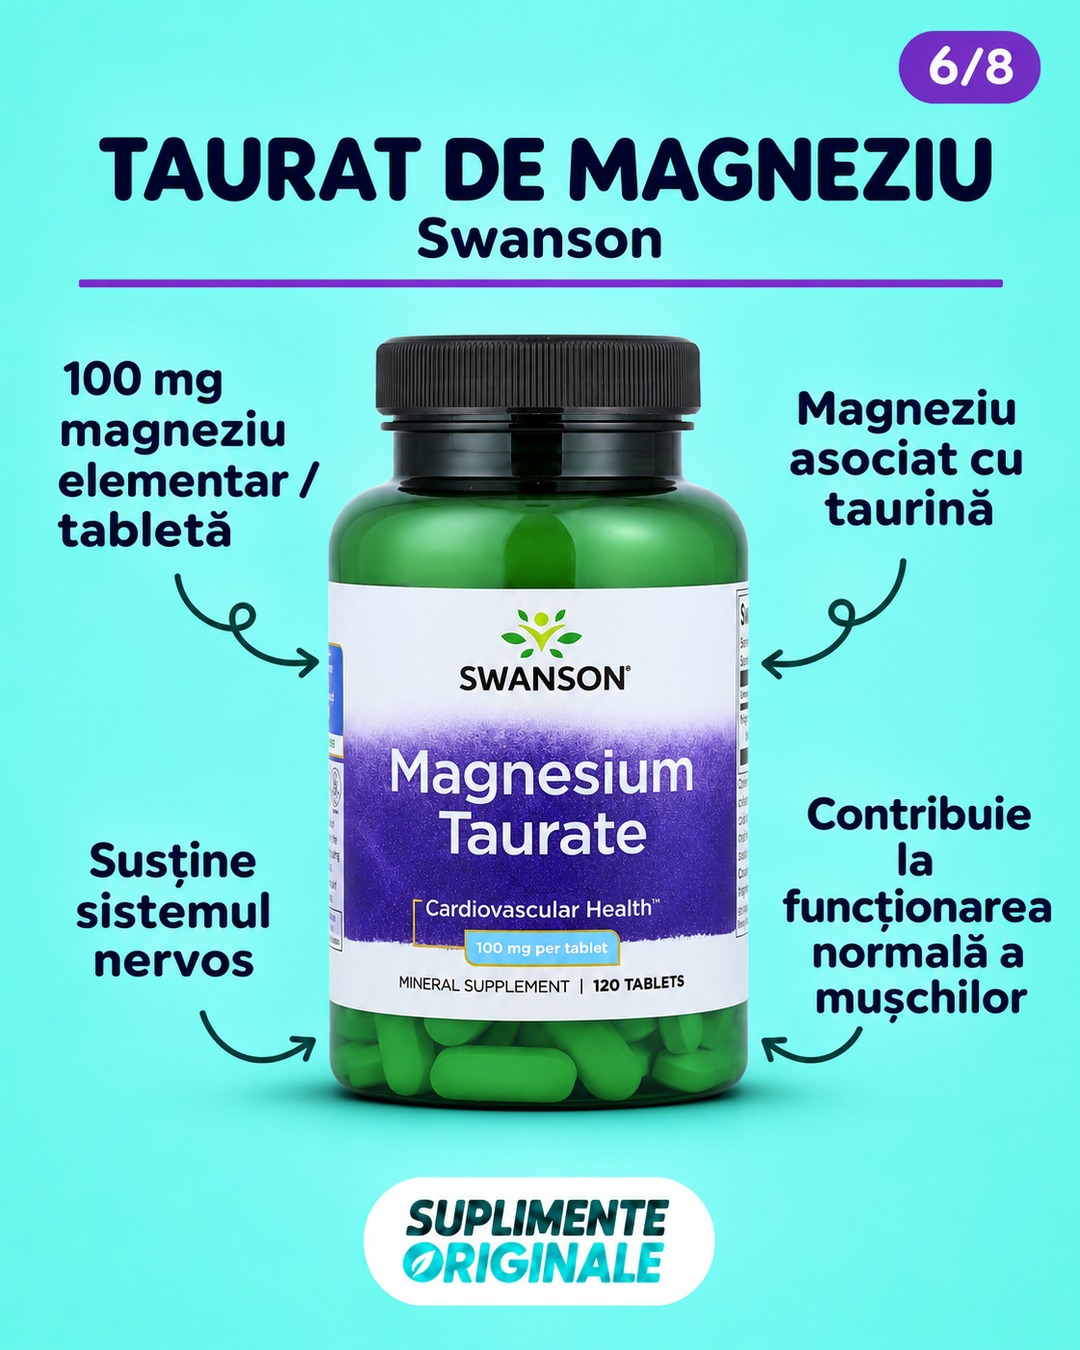 6/8
TAURAT DE MAGNEZIU
Swanson
100 mg
magneziu
elementar /
tabletă
Magneziu
asociat cu
taurină
SWANSON®
Magnesium
Taurate
Cardiovascular Health™
100 mg per tablet
MINERAL SUPPLEMENT | 120 TABLETS
Susține
sistemul
nervos
Contribuie
la
funcționarea
normală a
mușchilor
SUPLIMENTE
ORIGINALE